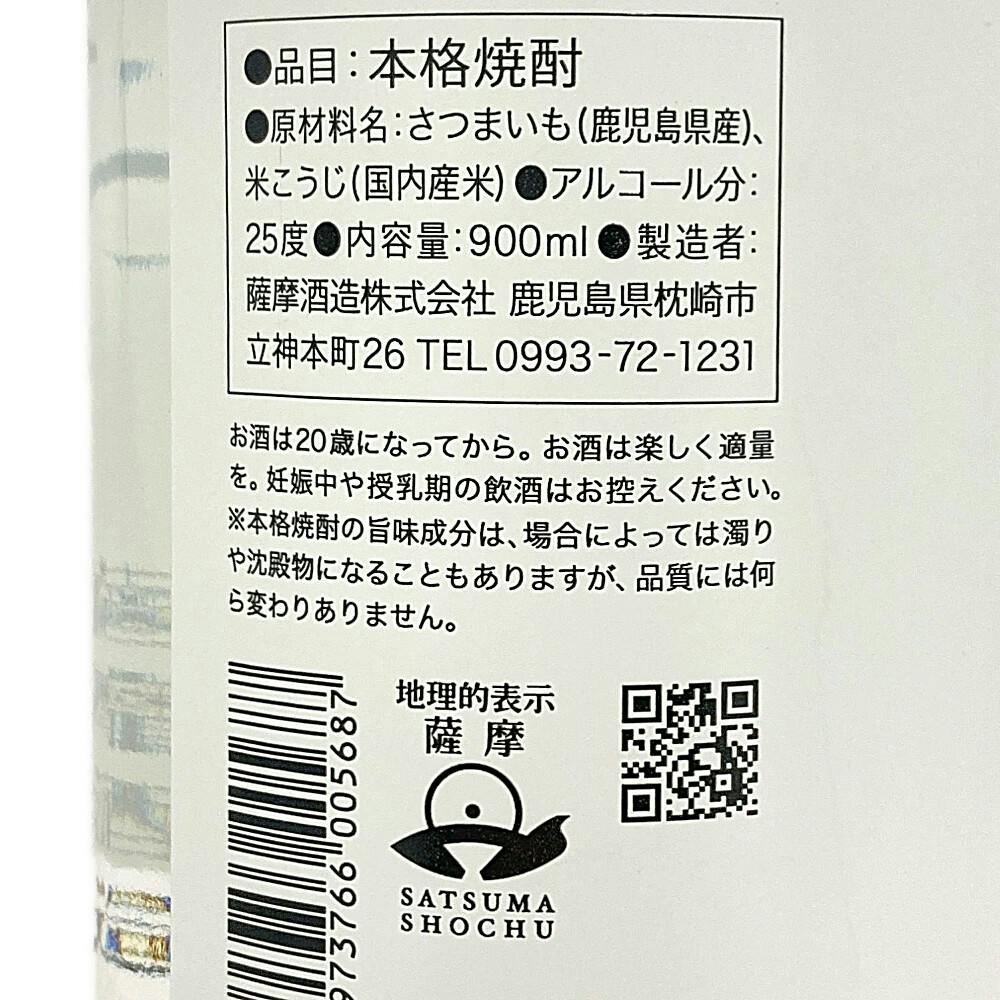 ●品目：本格焼酎
●原材料名：さつまいも(鹿児島県産)、
米こうじ(国内産米)●アルコール分：
25度●内容量：900ml●製造者：
薩摩酒造株式会社 鹿児島県枕崎市
立神本町26 TEL 0993-72-1231
お酒は20歳になってから。お酒は楽しく適量
を。妊娠中や授乳期の飲酒はお控えください。
※本格焼酎の旨味成分は、場合によっては濁り
や沈殿物になることもありますが、品質には何
ら変わりありません。
地理的表示
薩摩
SATSUMA
SHOCHU
973766 005687